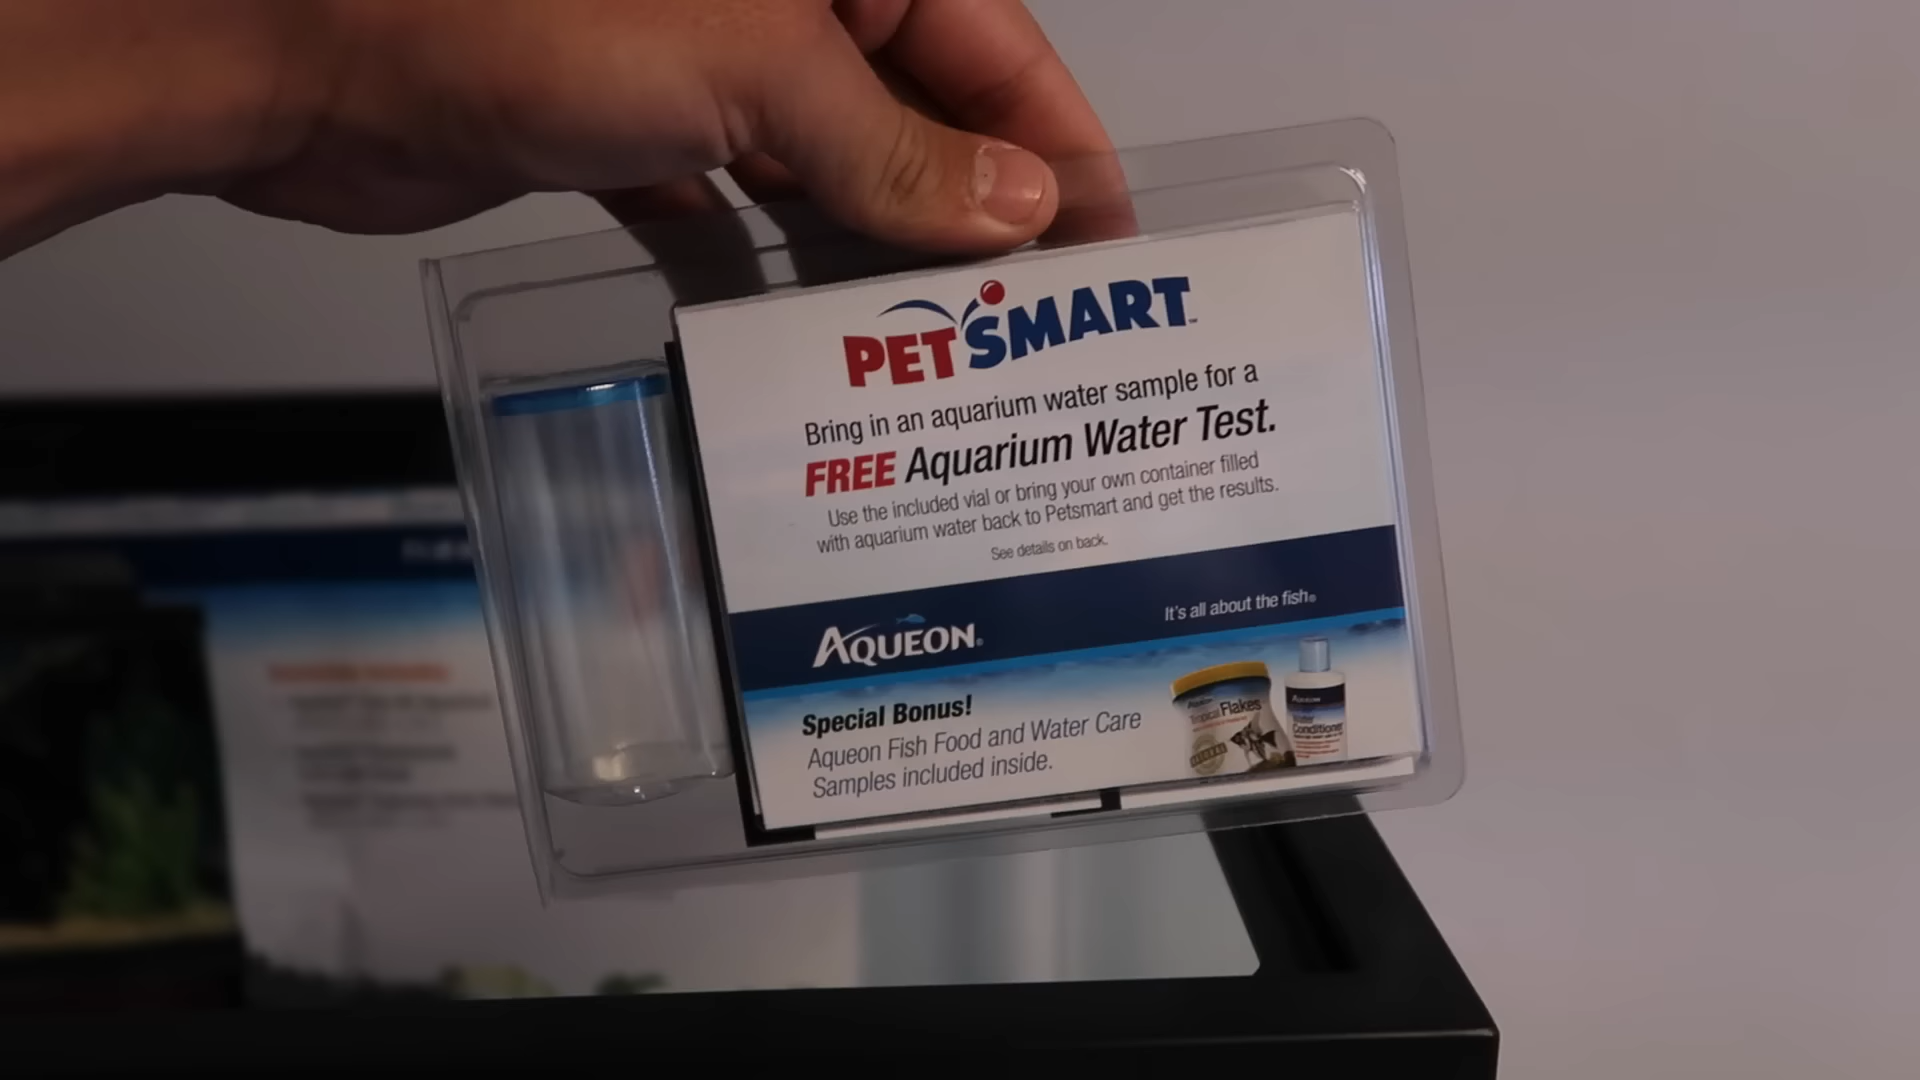 PETSMART
Bring in an aquarium water sample for a
FREE Aquarium Water Test.
Use the included vial or bring your own container filled
with aquarium water back to Petsmart and get the results.
See details on back.
AQUEON®
It's all about the fish®
Special Bonus!
Aqueon Fish Food and Water Care
Samples included inside.
Aqueon
Tropical Flakes
NATURAL
AQUEON
Water
Conditioner